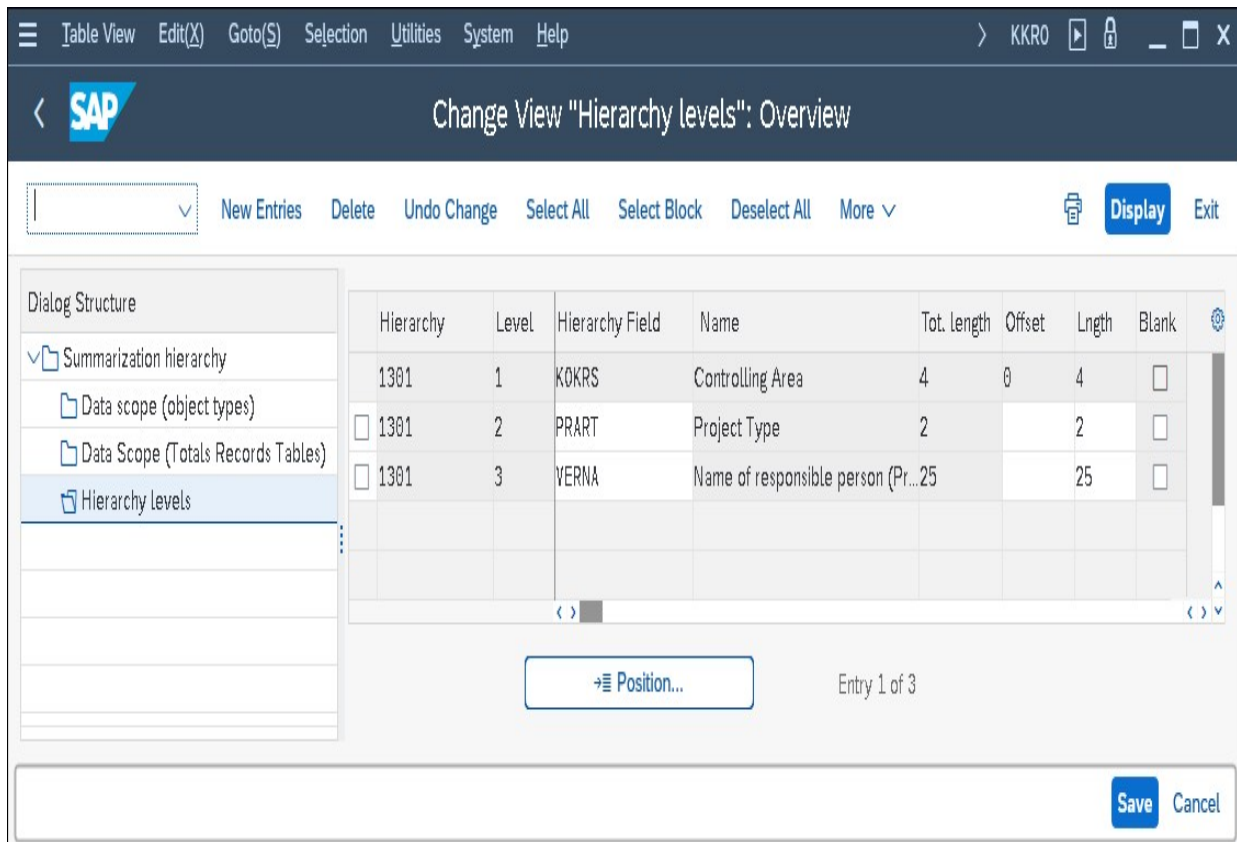 Table View Edit(X) Goto(S) Selection Utilities System Help KKR0
SAP Change View "Hierarchy levels": Overview
New Entries Delete Undo Change Select All Select Block Deselect All More Display Exit
Dialog Structure
Summarization hierarchy
Data scope (object types)
Data Scope (Totals Records Tables)
Hierarchy levels
Hierarchy Level Hierarchy Field Name Tot. length Offset Lngth Blank
1301 1 KOKRS Controlling Area 4 0 4
1301 2 PRART Project Type 2 2
1301 3 VERNA Name of responsible person (Pr... 25 25
Position... Entry 1 of 3
Save Cancel